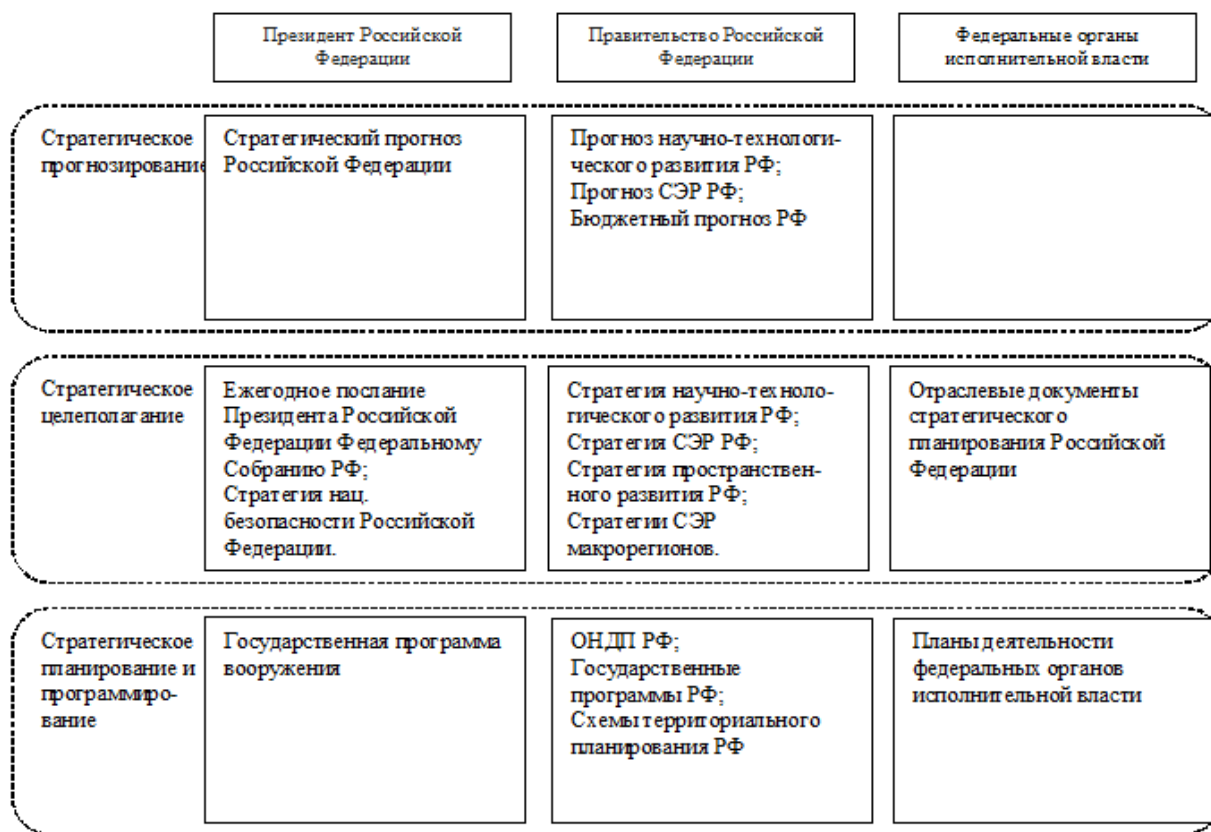 Президент Российской
Федерации
Правительство Российской
Федерации
Федеральные органы
исполнительной власти
Стратегическое
прогнозирование
Стратегический прогноз
Российской Федерации
Прогноз научно-технологи-
ческого развития РФ;
Прогноз СЭР РФ;
Бюджетный прогноз РФ
Стратегическое
целеполагание
Ежегодное послание
Президента Российской
Федерации Федеральному
Собранию РФ;
Стратегия нац.
безопасности Российской
Федерации.
Стратегия научно-техноло-
гического развития РФ;
Стратегия СЭР РФ;
Стратегия пространствен-
ного развития РФ;
Стратегии СЭР
макрорегионов.
Отраслевые документы
стратегического
планирования Российской
Федерации
Стратегическое
планирование и
программиро-
вание
Государственная программа
вооружения
ОНДП РФ;
Государственные
программы РФ;
Схемы территориального
планирования РФ
Планы деятельности
федеральных органов
исполнительной власти